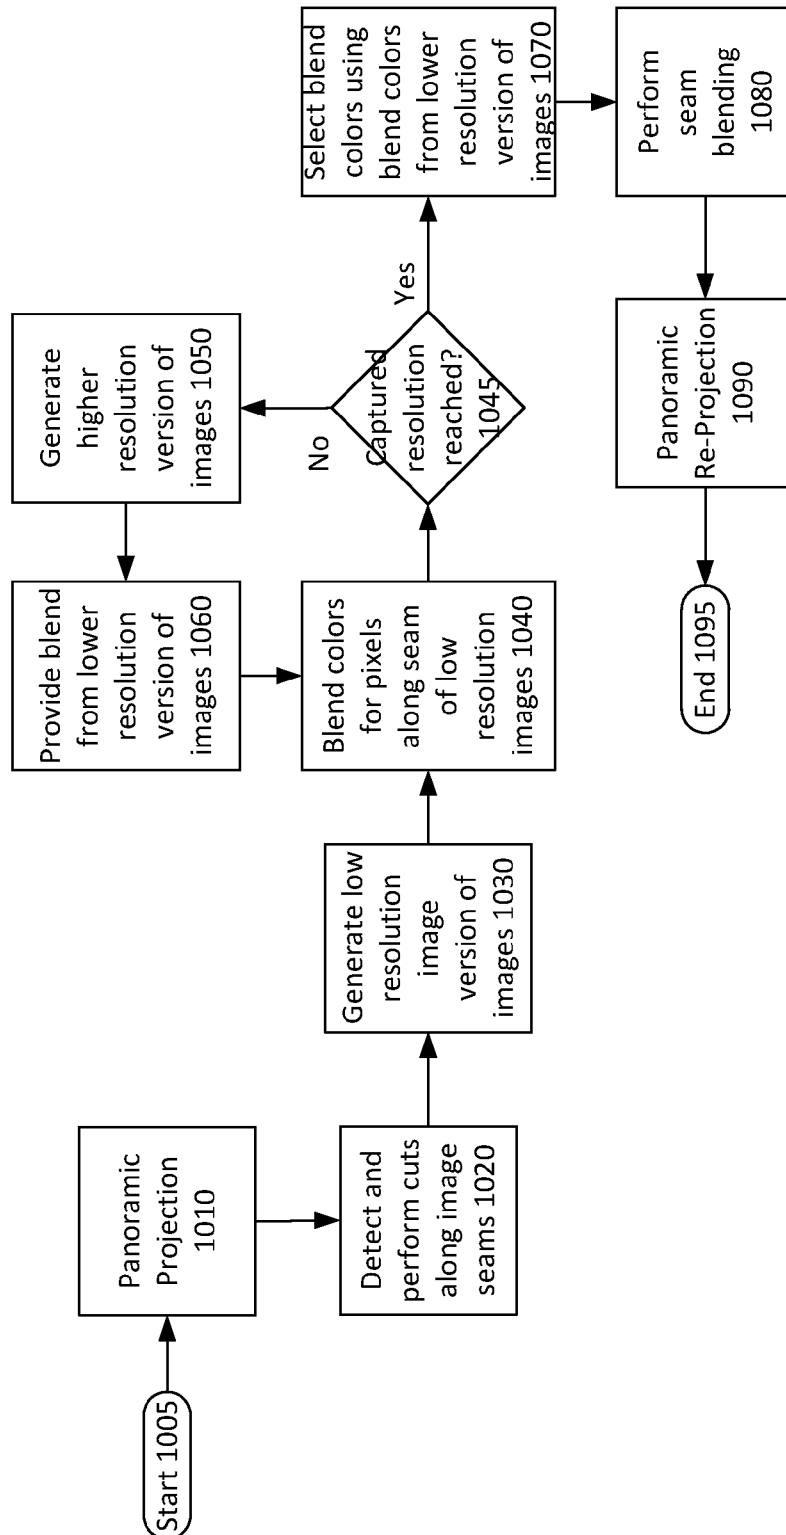 Start 1005
Panoramic
Projection
1010
Detect and
perform cuts
along image
seams 1020
Generate low
resolution
image
version of
images 1030
Blend colors
for pixels
along seam
of low
resolution
images 1040
Captured
resolution
reached?
1045
No
Yes
Generate
higher
resolution
version of
images 1050
Provide blend
from lower
resolution
version of
images 1060
Select blend
colors using
blend colors
from lower
resolution
version of
images 1070
Perform
seam
blending
1080
Panoramic
Re-Projection
1090
End 1095